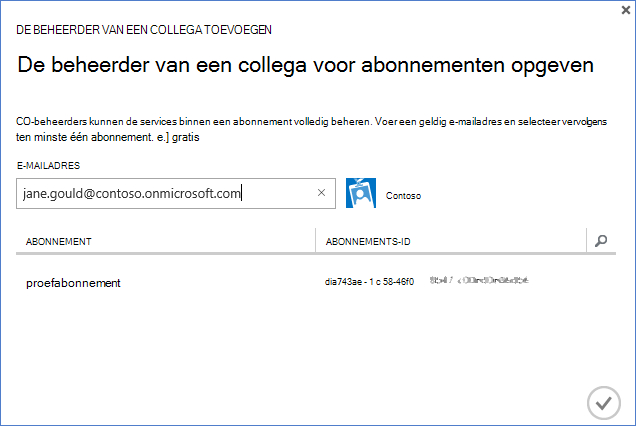 DE BEHEERDER VAN EEN COLLEGA TOEVOEGEN
De beheerder van een collega voor abonnementen opgeven
CO-beheerders kunnen de services binnen een abonnement volledig beheren. Voer een geldig e-mailadres en selecteer vervolgens
ten minste één abonnement. e.] gratis
E-MAILADRES
jane.gould@contoso.onmicrosoft.com
Contoso
ABONNEMENT ABONNEMENTS-ID
proefabonnement dia743ae - 1 c 58-46f0